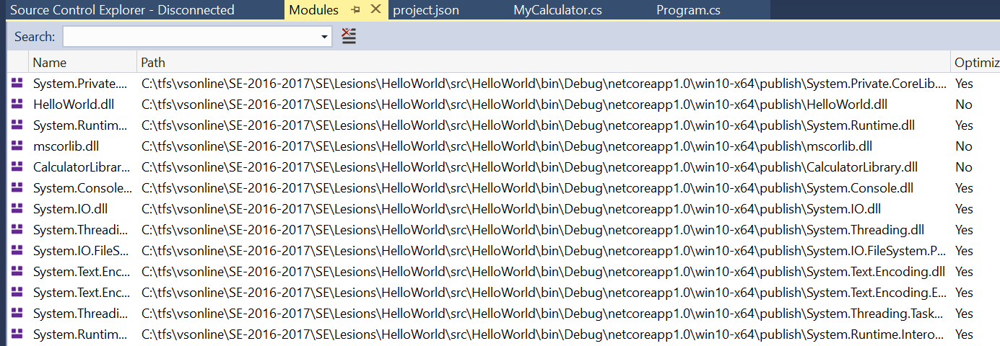 Source Control Explorer - Disconnected Modules project.json MyCalculator.cs Program.cs
Search:
Name Path Optimiz
System.Private.... C:\tfs\vsonline\SE-2016-2017\SE\Lesions\HelloWorld\src\HelloWorld\bin\Debug\netcoreapp1.0\win10-x64\publish\System.Private.CoreLib.... Yes
HelloWorld.dll C:\tfs\vsonline\SE-2016-2017\SE\Lesions\HelloWorld\src\HelloWorld\bin\Debug\netcoreapp1.0\win10-x64\publish\HelloWorld.dll No
System.Runtim... C:\tfs\vsonline\SE-2016-2017\SE\Lesions\HelloWorld\src\HelloWorld\bin\Debug\netcoreapp1.0\win10-x64\publish\System.Runtime.dll Yes
mscorlib.dll C:\tfs\vsonline\SE-2016-2017\SE\Lesions\HelloWorld\src\HelloWorld\bin\Debug\netcoreapp1.0\win10-x64\publish\mscorlib.dll No
CalculatorLibrar... C:\tfs\vsonline\SE-2016-2017\SE\Lesions\HelloWorld\src\HelloWorld\bin\Debug\netcoreapp1.0\win10-x64\publish\CalculatorLibrary.dll No
System.Console... C:\tfs\vsonline\SE-2016-2017\SE\Lesions\HelloWorld\src\HelloWorld\bin\Debug\netcoreapp1.0\win10-x64\publish\System.Console.dll Yes
System.IO.dll C:\tfs\vsonline\SE-2016-2017\SE\Lesions\HelloWorld\src\HelloWorld\bin\Debug\netcoreapp1.0\win10-x64\publish\System.IO.dll Yes
System.Threadi... C:\tfs\vsonline\SE-2016-2017\SE\Lesions\HelloWorld\src\HelloWorld\bin\Debug\netcoreapp1.0\win10-x64\publish\System.Threading.dll Yes
System.IO.FileS... C:\tfs\vsonline\SE-2016-2017\SE\Lesions\HelloWorld\src\HelloWorld\bin\Debug\netcoreapp1.0\win10-x64\publish\System.IO.FileSystem.P... Yes
System.Text.Enc... C:\tfs\vsonline\SE-2016-2017\SE\Lesions\HelloWorld\src\HelloWorld\bin\Debug\netcoreapp1.0\win10-x64\publish\System.Text.Encoding.dll Yes
System.Text.Enc... C:\tfs\vsonline\SE-2016-2017\SE\Lesions\HelloWorld\src\HelloWorld\bin\Debug\netcoreapp1.0\win10-x64\publish\System.Text.Encoding.E... Yes
System.Threadi... C:\tfs\vsonline\SE-2016-2017\SE\Lesions\HelloWorld\src\HelloWorld\bin\Debug\netcoreapp1.0\win10-x64\publish\System.Threading.Task... Yes
System.Runtim... C:\tfs\vsonline\SE-2016-2017\SE\Lesions\HelloWorld\src\HelloWorld\bin\Debug\netcoreapp1.0\win10-x64\publish\System.Runtime.Intero... Yes